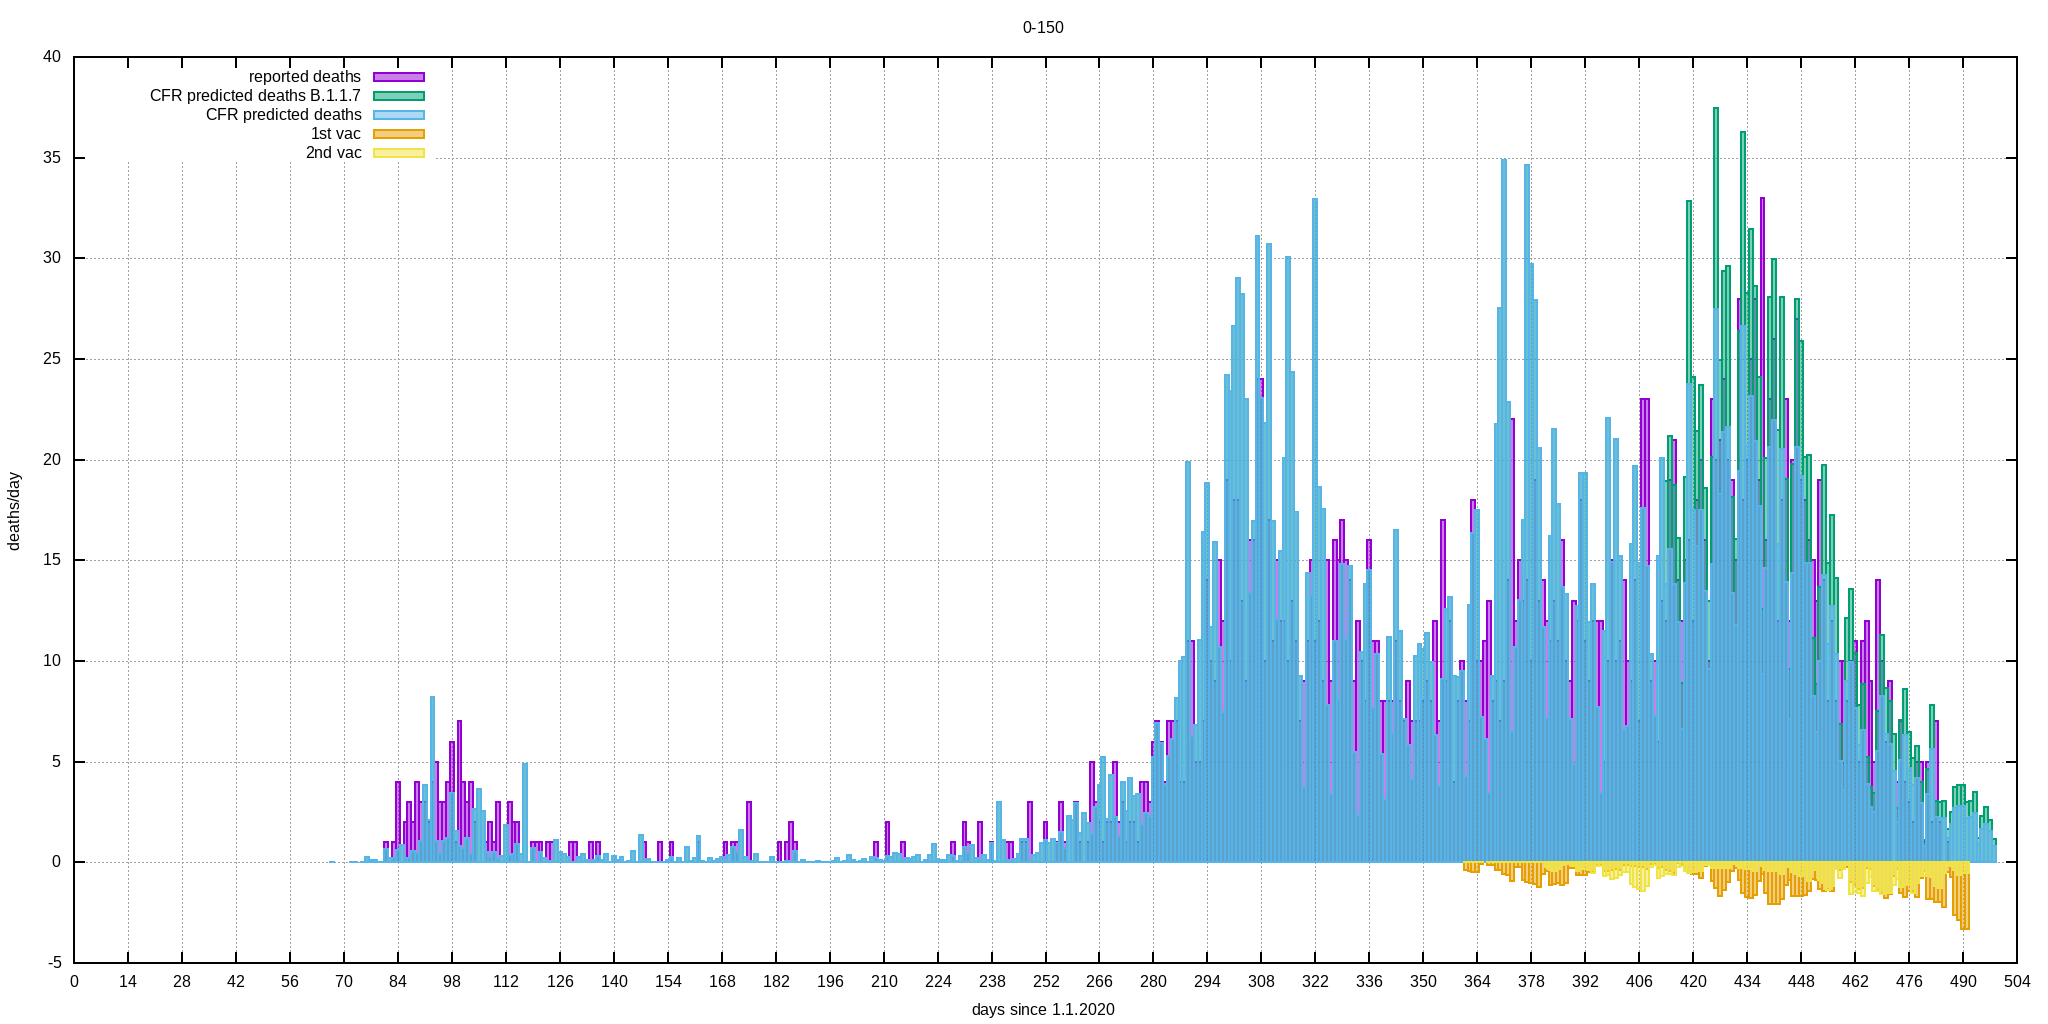 0-150
reported deaths
CFR predicted deaths B.1.1.7
CFR predicted deaths
1st vac
2nd vac
40
35
30
25
20
15
10
5
0
-5
deaths/day
0 14 28 42 56 70 84 98 112 126 140 154 168 182 196 210 224 238 252 266 280 294 308 322 336 350 364 378 392 406 420 434 448 462 476 490 504
days since 1.1.2020